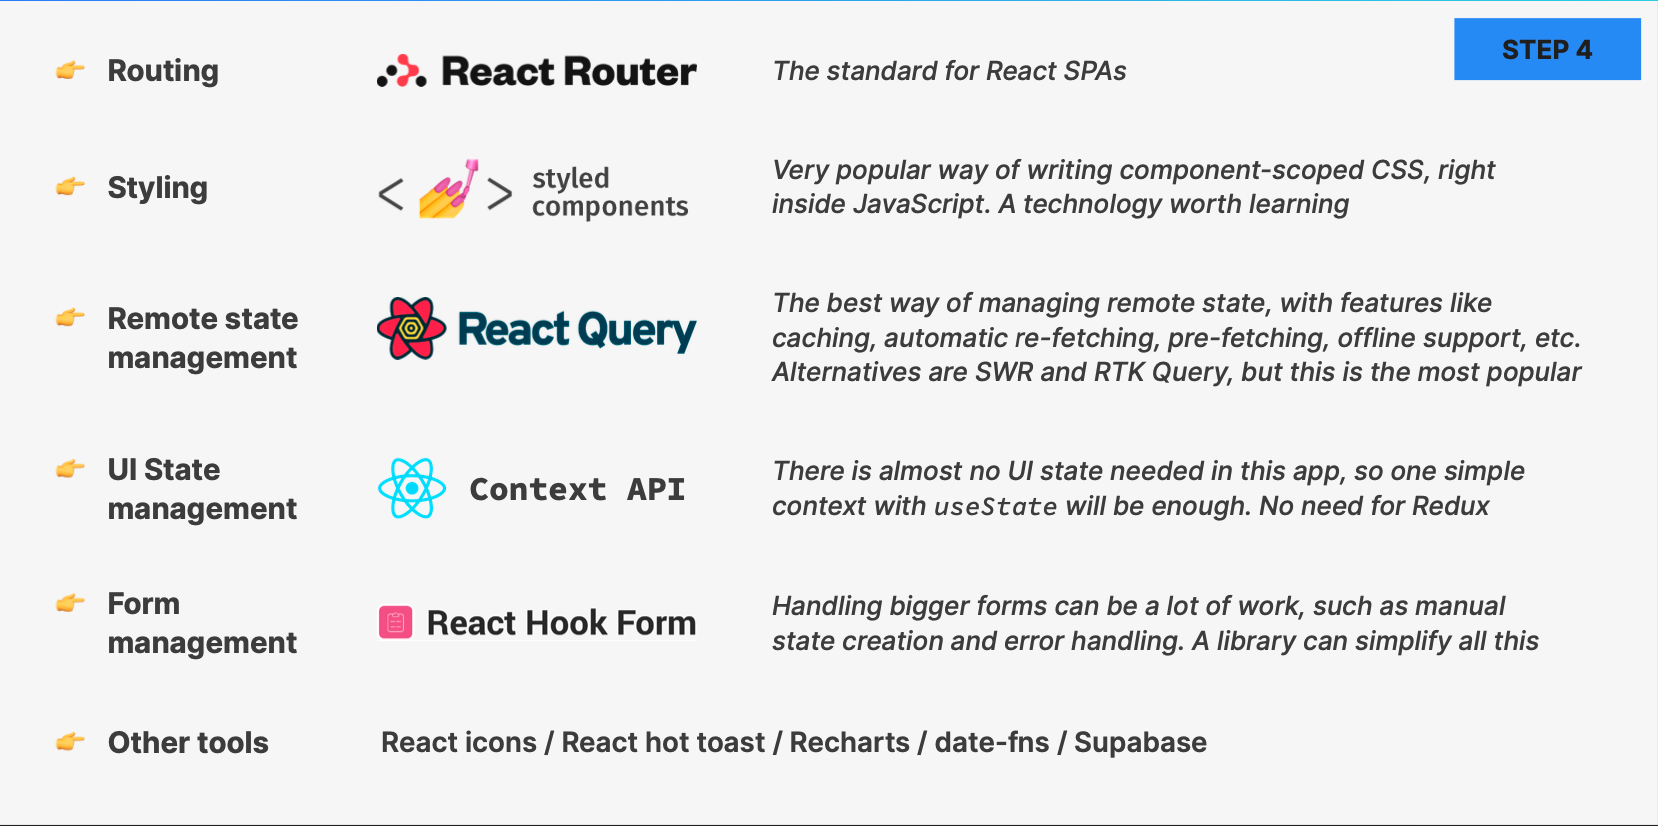 STEP 4
Routing
React Router
The standard for React SPAs
Styling
styled
components
Very popular way of writing component-scoped CSS, right
inside JavaScript. A technology worth learning
Remote state
management
React Query
The best way of managing remote state, with features like
caching, automatic re-fetching, pre-fetching, offline support, etc.
Alternatives are SWR and RTK Query, but this is the most popular
UI State
management
Context API
There is almost no UI state needed in this app, so one simple
context with useState will be enough. No need for Redux
Form
management
React Hook Form
Handling bigger forms can be a lot of work, such as manual
state creation and error handling. A library can simplify all this
Other tools
React icons / React hot toast / Recharts / date-fns / Supabase